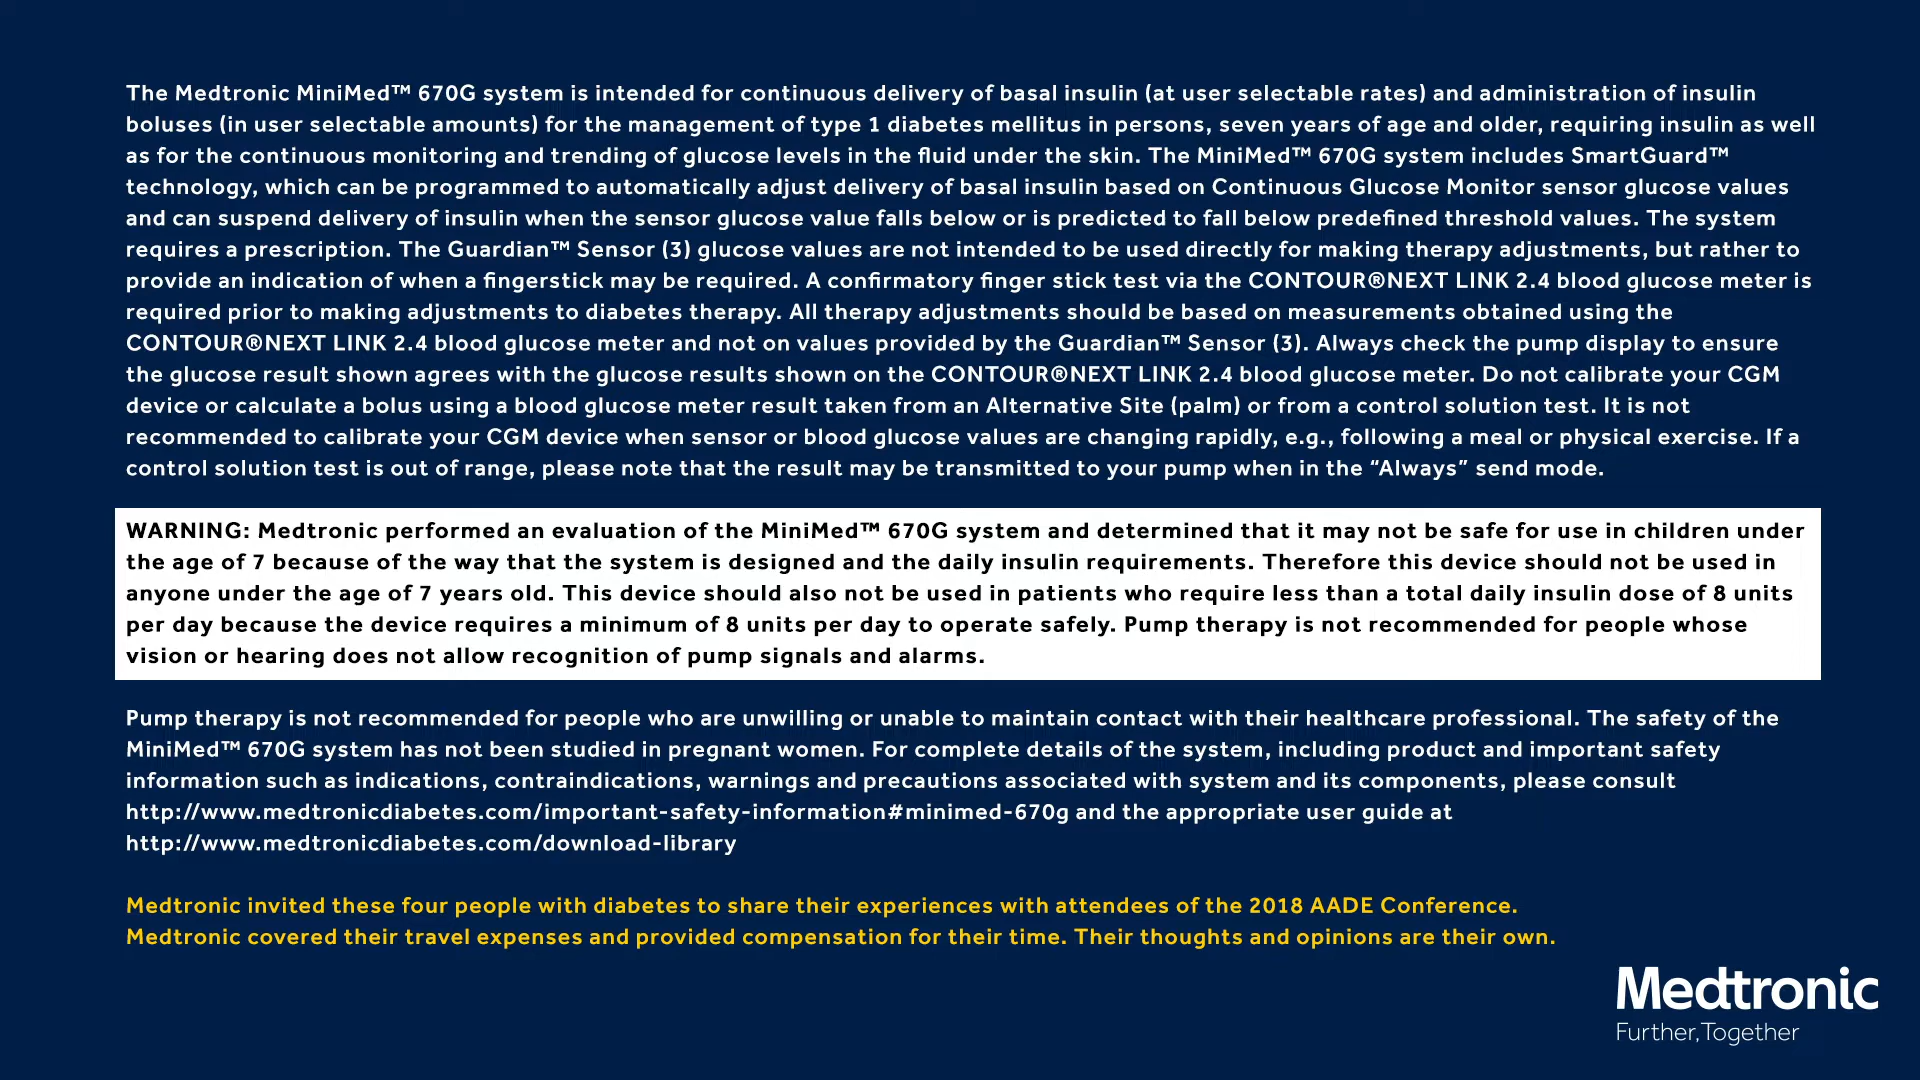 The Medtronic MiniMed™ 670G system is intended for continuous delivery of basal insulin (at user selectable rates) and administration of insulin
boluses (in user selectable amounts) for the management of type 1 diabetes mellitus in persons, seven years of age and older, requiring insulin as well
as for the continuous monitoring and trending of glucose levels in the fluid under the skin. The MiniMed™ 670G system includes SmartGuard™
technology, which can be programmed to automatically adjust delivery of basal insulin based on Continuous Glucose Monitor sensor glucose values
and can suspend delivery of insulin when the sensor glucose value falls below or is predicted to fall below predefined threshold values. The system
requires a prescription. The Guardian™ Sensor (3) glucose values are not intended to be used directly for making therapy adjustments, but rather to
provide an indication of when a fingerstick may be required. A confirmatory finger stick test via the CONTOUR®NEXT LINK 2.4 blood glucose meter is
required prior to making adjustments to diabetes therapy. All therapy adjustments should be based on measurements obtained using the
CONTOUR®NEXT LINK 2.4 blood glucose meter and not on values provided by the Guardian™ Sensor (3). Always check the pump display to ensure
the glucose result shown agrees with the glucose results shown on the CONTOUR®NEXT LINK 2.4 blood glucose meter. Do not calibrate your CGM
device or calculate a bolus using a blood glucose meter result taken from an Alternative Site (palm) or from a control solution test. It is not
recommended to calibrate your CGM device when sensor or blood glucose values are changing rapidly, e.g., following a meal or physical exercise. If a
control solution test is out of range, please note that the result may be transmitted to your pump when in the “Always” send mode.
WARNING: Medtronic performed an evaluation of the MiniMed™ 670G system and determined that it may not be safe for use in children under
the age of 7 because of the way that the system is designed and the daily insulin requirements. Therefore this device should not be used in
anyone under the age of 7 years old. This device should also not be used in patients who require less than a total daily insulin dose of 8 units
per day because the device requires a minimum of 8 units per day to operate safely. Pump therapy is not recommended for people whose
vision or hearing does not allow recognition of pump signals and alarms.
Pump therapy is not recommended for people who are unwilling or unable to maintain contact with their healthcare professional. The safety of the
MiniMed™ 670G system has not been studied in pregnant women. For complete details of the system, including product and important safety
information such as indications, contraindications, warnings and precautions associated with system and its components, please consult
http://www.medtronicdiabetes.com/important-safety-information#minimed-670g and the appropriate user guide at
http://www.medtronicdiabetes.com/download-library
Medtronic invited these four people with diabetes to share their experiences with attendees of the 2018 AADE Conference.
Medtronic covered their travel expenses and provided compensation for their time. Their thoughts and opinions are their own.
Medtronic
Further, Together